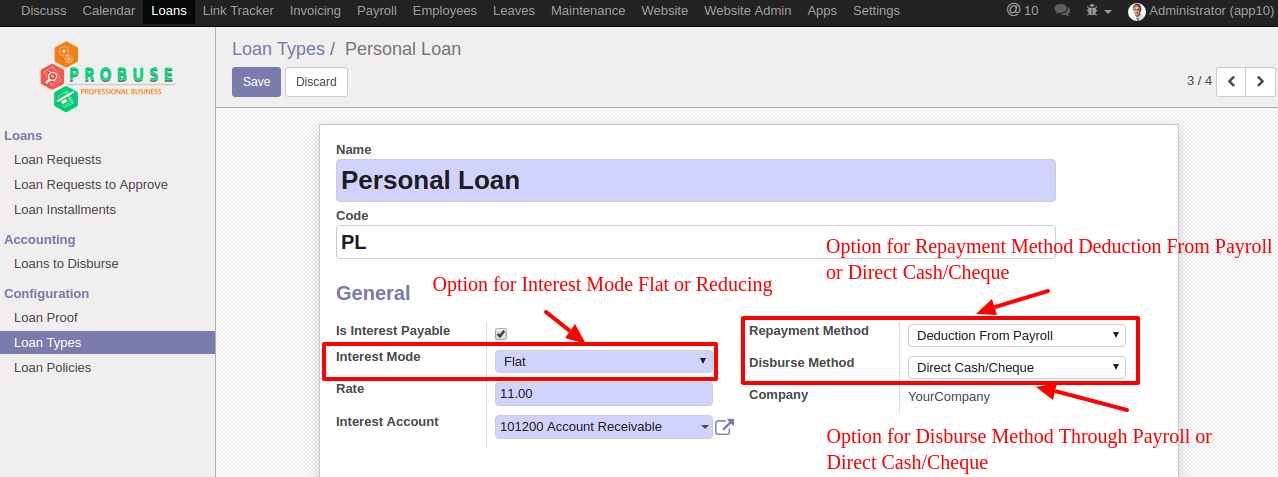 Discuss Calendar Loans Link Tracker Invoicing Payroll Employees Leaves Maintenance Website Website Admin Apps Settings @ 10 Administrator (app10)
PROBUSE
PROFESSIONAL BUSINESS
Loans
Loan Requests
Loan Requests to Approve
Loan Installments
Accounting
Loans to Disburse
Configuration
Loan Proof
Loan Types
Loan Policies
Loan Types / Personal Loan
Save Discard 3 / 4
Name
Personal Loan
Code
PL
Option for Repayment Method Deduction From Payroll
or Direct Cash/Cheque
Option for Interest Mode Flat or Reducing
General
Is Interest Payable
Interest Mode Flat
Rate 11.00
Interest Account 101200 Account Receivable
Repayment Method Deduction From Payroll
Disburse Method Direct Cash/Cheque
Company YourCompany
Option for Disburse Method Through Payroll or
Direct Cash/Cheque